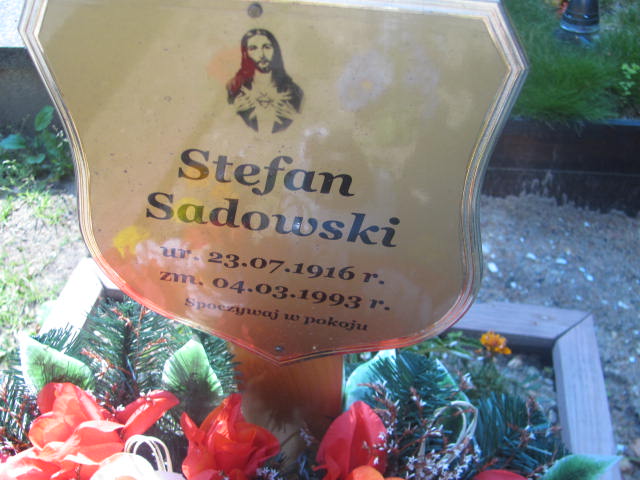 Stefan
Sadowski
ur. 23.07.1916 r.
zm. 04.03.1993 r.
Spoczywaj w pokoju